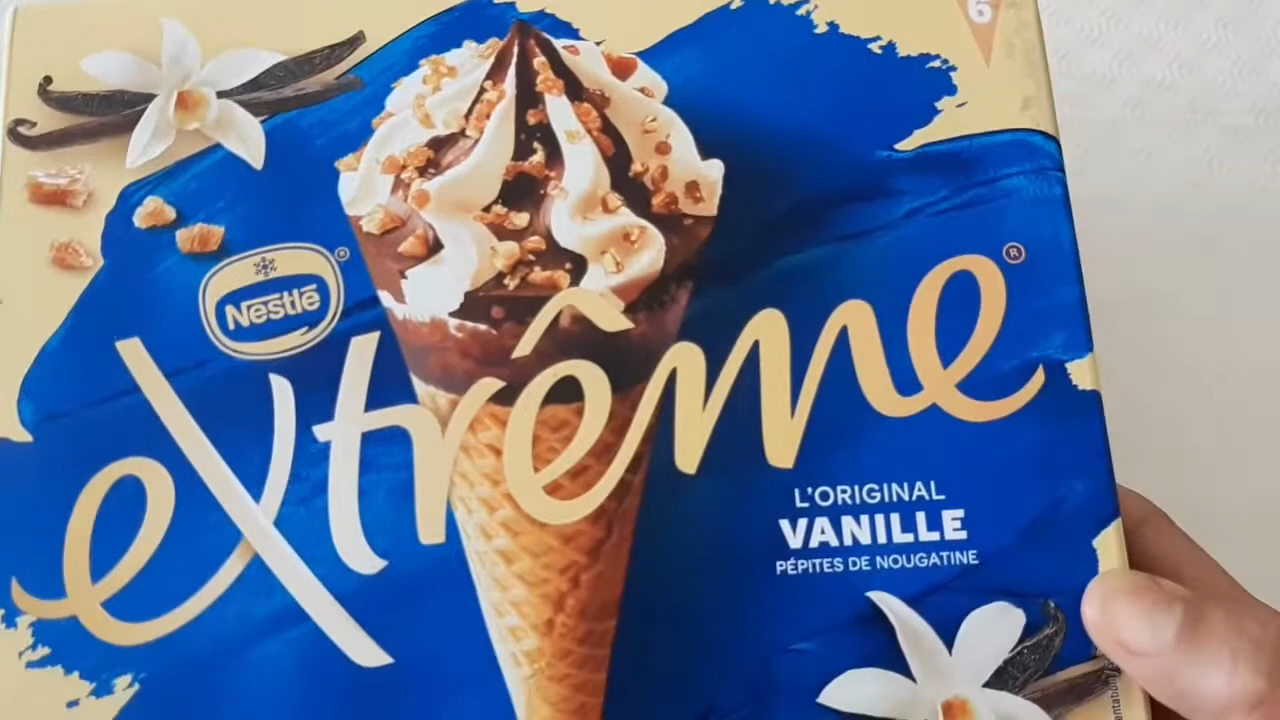 6
Nestlé®
extrême®
L'ORIGINAL
VANILLE
PÉPITES DE NOUGATINE